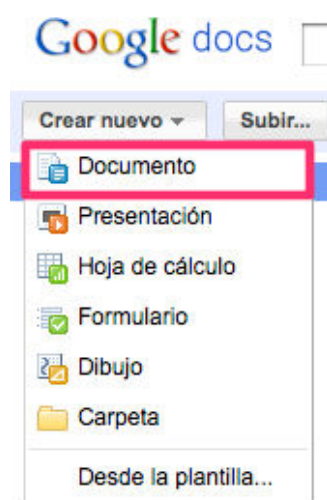 Google docs
Crear nuevo Subir...
Documento
Presentación
Hoja de cálculo
Formulario
Dibujo
Carpeta
Desde la plantilla...